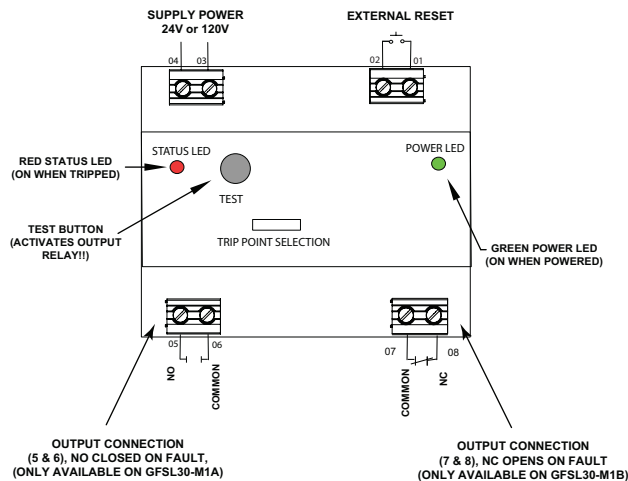 SUPPLY POWER
24V or 120V
EXTERNAL RESET
04
03
02
01
STATUS LED
POWER LED
RED STATUS LED
(ON WHEN TRIPPED)
TEST
TEST BUTTON
(ACTIVATES OUTPUT
RELAY!!)
TRIP POINT SELECTION
GREEN POWER LED
(ON WHEN POWERED)
05
06
07
08
NO
COMMON
COMMON
NC
OUTPUT CONNECTION
(5 & 6), NO CLOSED ON FAULT,
(ONLY AVAILABLE ON GFSL30-M1A)
OUTPUT CONNECTION
(7 & 8), NC OPENS ON FAULT
(ONLY AVAILABLE ON GFSL30-M1B)